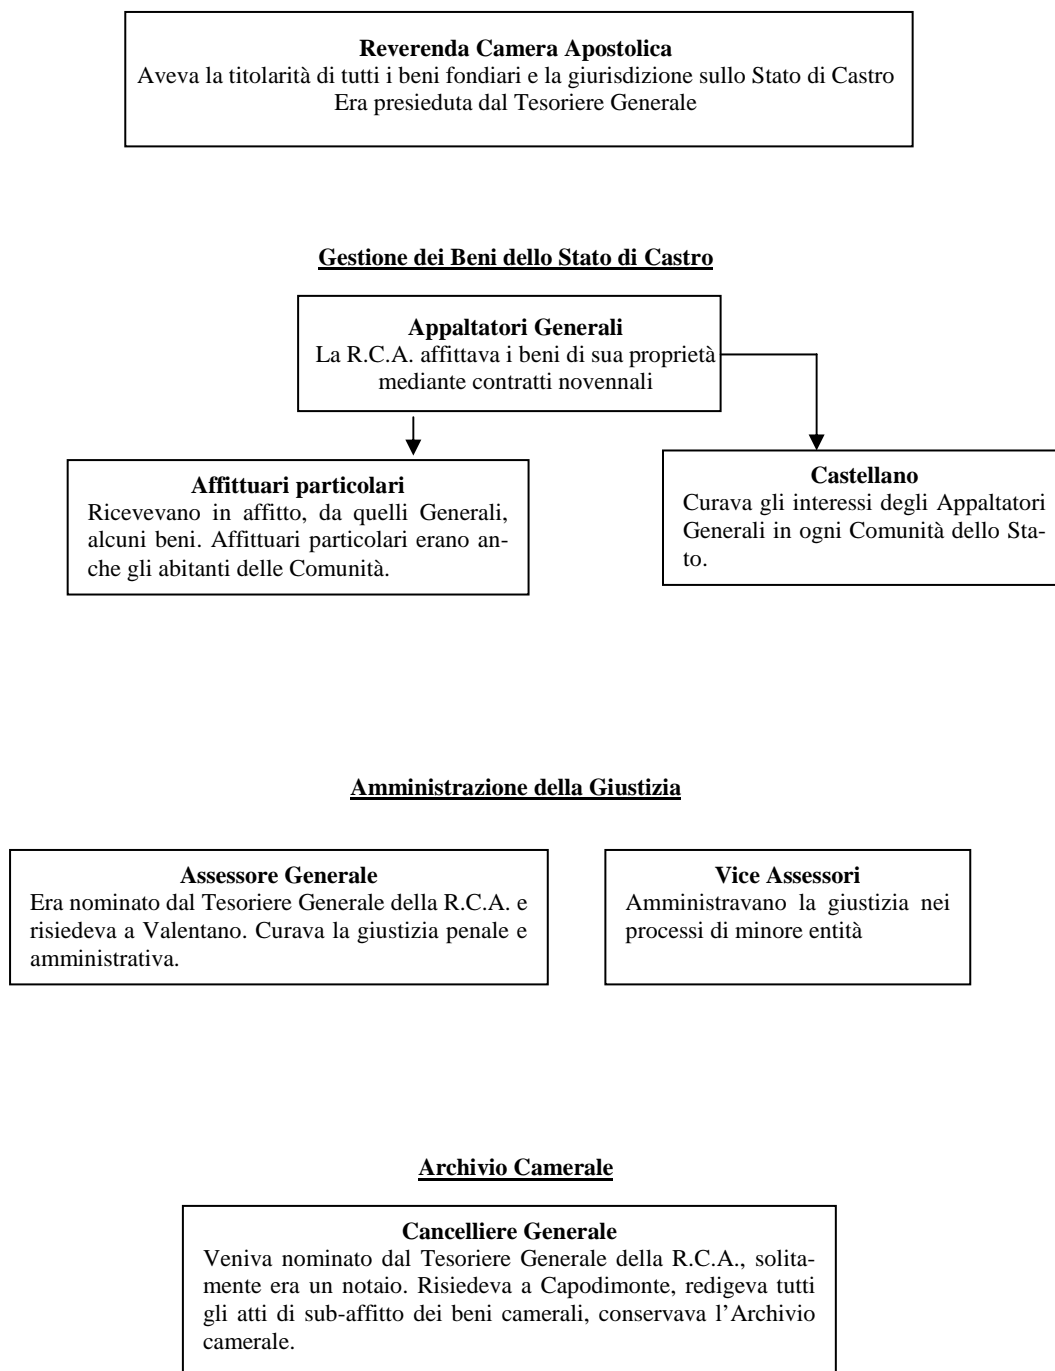 Reverenda Camera Apostolica
Aveva la titolarità di tutti i beni fondiari e la giurisdizione sullo Stato di Castro
Era presieduta dal Tesoriere Generale
Gestione dei Beni dello Stato di Castro
Appaltatori Generali
La R.C.A. affittava i beni di sua proprietà
mediante contratti novennali
Affittuari particolari
Ricevevano in affitto, da quelli Generali,
alcuni beni. Affittuari particolari erano an-
che gli abitanti delle Comunità.
Castellano
Curava gli interessi degli Appaltatori
Generali in ogni Comunità dello Sta-
to.
Amministrazione della Giustizia
Assessore Generale
Era nominato dal Tesoriere Generale della R.C.A. e
risiedeva a Valentano. Curava la giustizia penale e
amministrativa.
Vice Assessori
Amministravano la giustizia nei
processi di minore entità
Archivio Camerale
Cancelliere Generale
Veniva nominato dal Tesoriere Generale della R.C.A., solita-
mente era un notaio. Risiedeva a Capodimonte, redigeva tutti
gli atti di sub-affitto dei beni camerali, conservava l'Archivio
camerale.